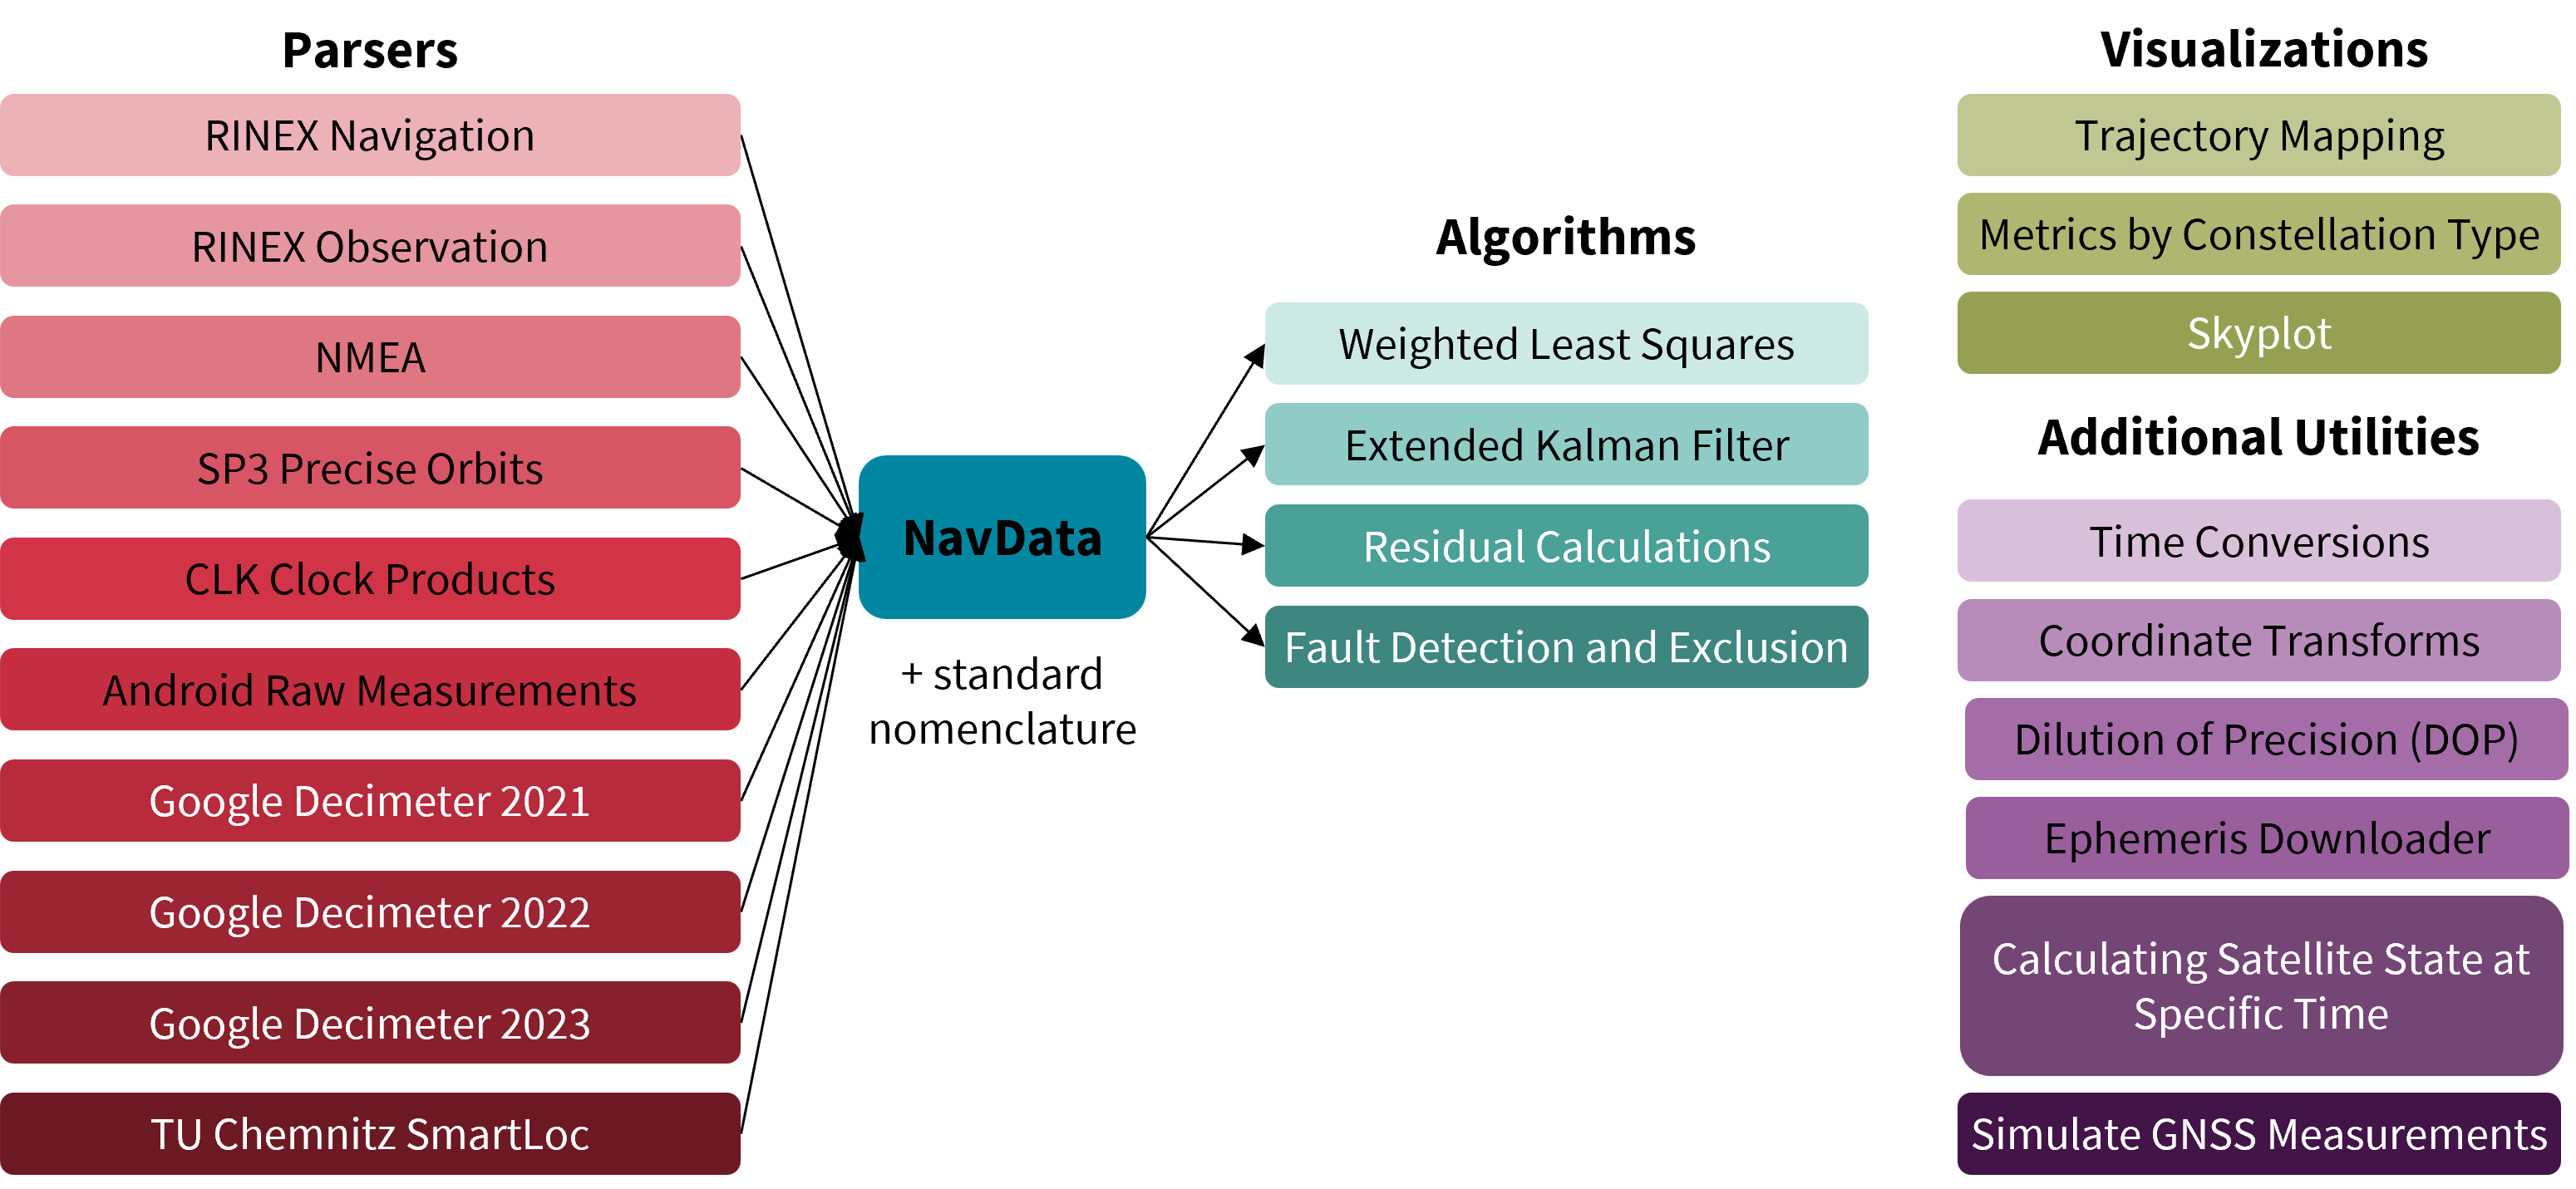 Parsers
RINEX Navigation
RINEX Observation
NMEA
SP3 Precise Orbits
CLK Clock Products
Android Raw Measurements
Google Decimeter 2021
Google Decimeter 2022
Google Decimeter 2023
TU Chemnitz SmartLoc
NavData
+ standard
nomenclature
Algorithms
Weighted Least Squares
Extended Kalman Filter
Residual Calculations
Fault Detection and Exclusion
Visualizations
Trajectory Mapping
Metrics by Constellation Type
Skyplot
Additional Utilities
Time Conversions
Coordinate Transforms
Dilution of Precision (DOP)
Ephemeris Downloader
Calculating Satellite State at
Specific Time
Simulate GNSS Measurements